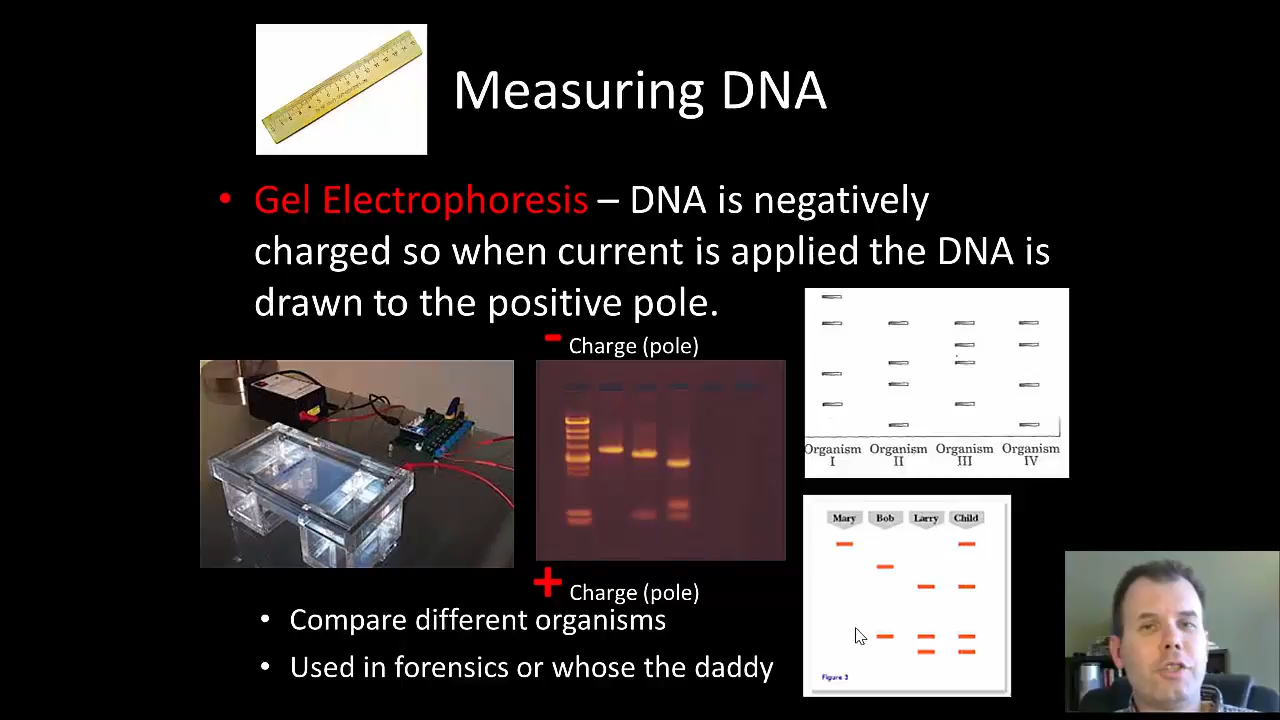 Measuring DNA
• Gel Electrophoresis – DNA is negatively
charged so when current is applied the DNA is
drawn to the positive pole.
- Charge (pole)
Organism Organism Organism Organism
I II III IV
Mary Bob Larry Child
Figure 3
+ Charge (pole)
• Compare different organisms
• Used in forensics or whose the daddy